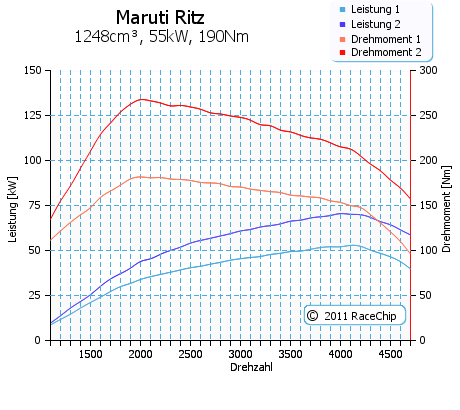 Maruti Ritz
1248cm³, 55kW, 190Nm
Leistung 1
Leistung 2
Drehmoment 1
Drehmoment 2
150
125
100
75
50
25
0
Leistung [kW]
300
250
200
150
100
50
0
Drehmoment [Nm]
1500 2000 2500 3000 3500 4000 4500
Drehzahl
© 2011 RaceChip